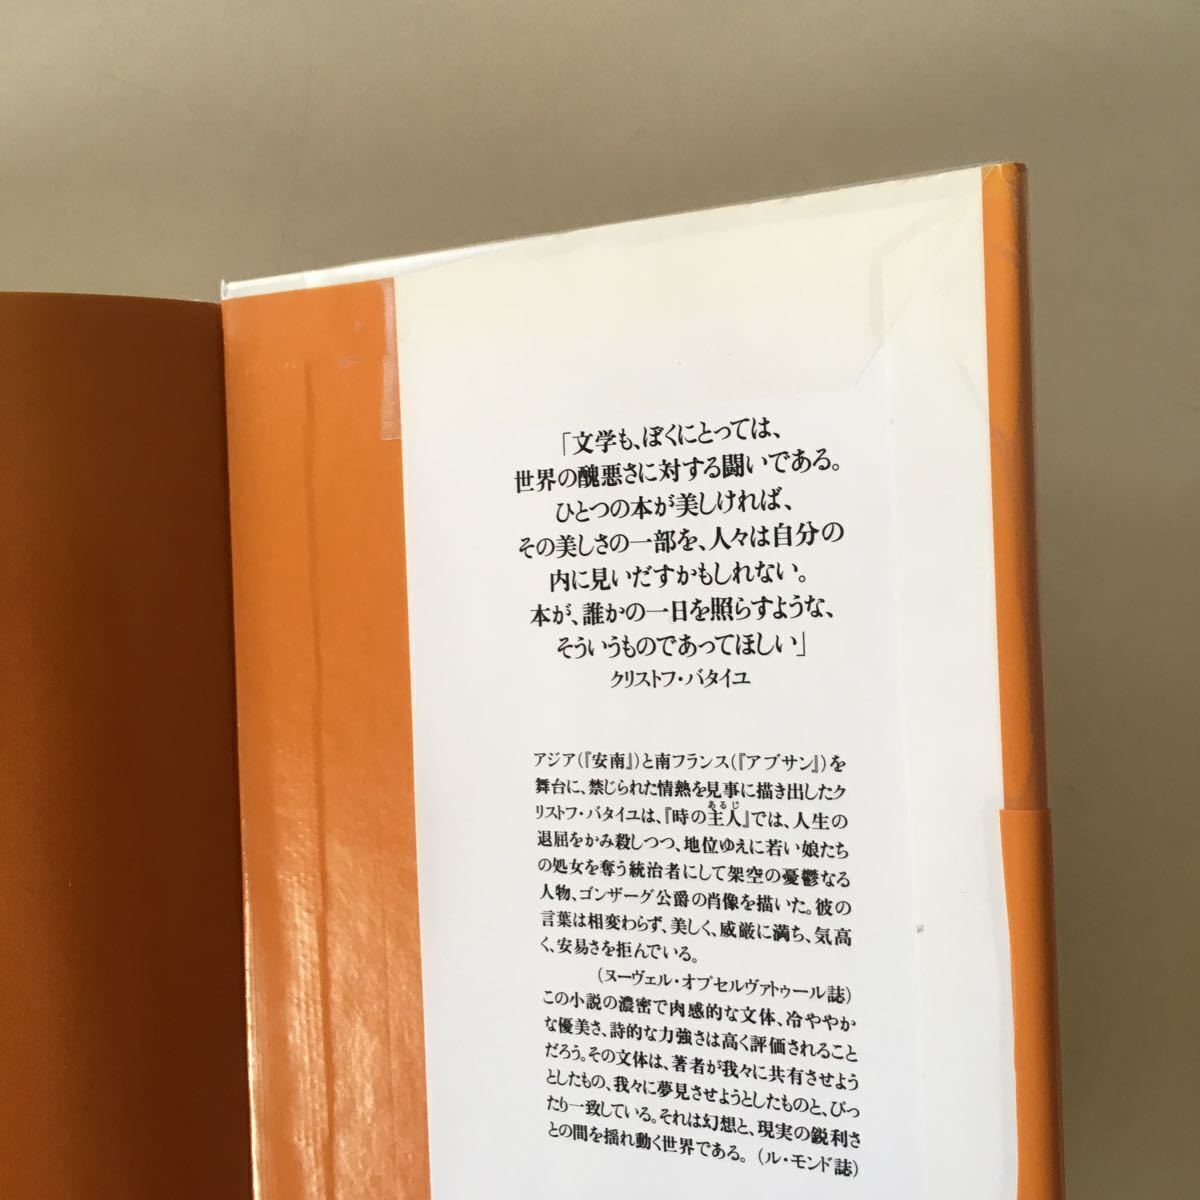 「文学も、ぼくにとっては、
世界の醜悪さに対する闘いである。
ひとつの本が美しければ、
その美しさの一部を、人々は自分の
内に見いだすかもしれない。
本が、誰かの一日を照らすような、
そういうものであってほしい」
クリストフ・バタイユ
アジア(『安南』)と南フランス(『アブサン』)を
舞台に、禁じられた情熱を見事に描き出したク
リストフ・バタイユは、『時の主人』では、人生の
あるじ
退屈をかみ殺しつつ、地位ゆえに若い娘たち
の処女を奪う統治者にして架空の憂鬱なる
人物、ゴンザーグ公爵の肖像を描いた。彼の
言葉は相変わらず、美しく、威厳に満ち、気高
く、安易さを拒んでいる。
(ヌーヴェル・オプセルヴァトゥール誌)
この小説の濃密で肉感的な文体、冷ややか
な優美さ、詩的な力強さは高く評価されること
だろう。その文体は、著者が我々に共有させよう
としたもの、我々に夢見させようとしたものと、ぴっ
たり一致している。それは幻想と、現実の鋭利さ
との間を揺れ動く世界である。(ル・モンド誌)